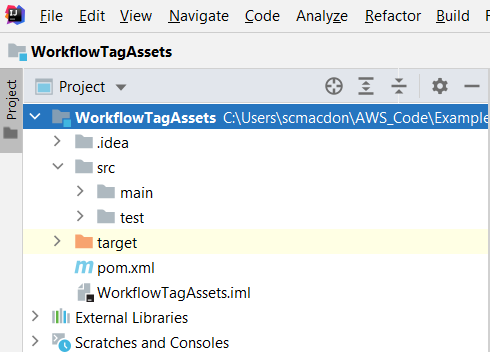 IJ File Edit View Navigate Code Analyze Refactor Build
WorkflowTagAssets
Project
Project
WorkflowTagAssets C:\Users\scmacdon\AWS_Code\Example
.idea
src
main
test
target
m pom.xml
WorkflowTagAssets.iml
External Libraries
Scratches and Consoles